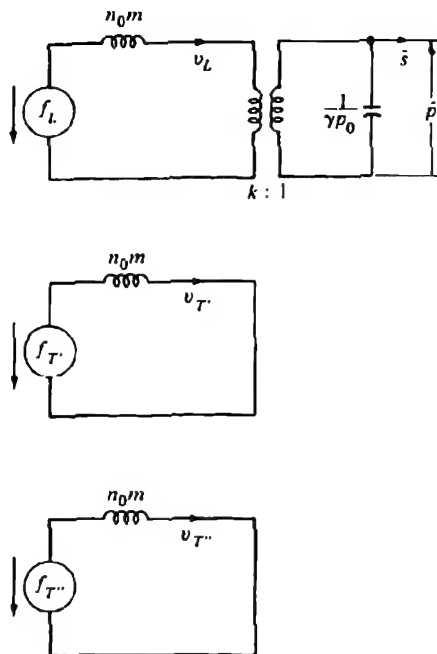 n₀m
v_L
s̄
f_L
1/γp₀
p̄
k : 1
n₀m
v_T'
f_T'
n₀m
v_T''
f_T''